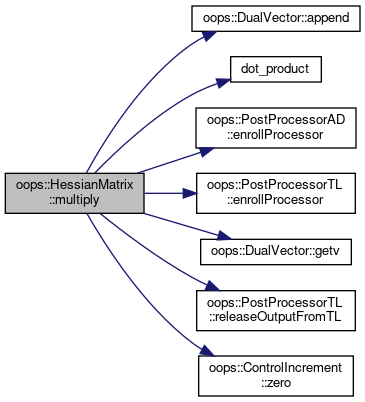 oops::DualVector::append
dot_product
oops::PostProcessorAD
::enrollProcessor
oops::HessianMatrix
::multiply
oops::PostProcessorTL
::enrollProcessor
oops::DualVector::getv
oops::PostProcessorTL
::releaseOutputFromTL
oops::ControlIncrement
::zero